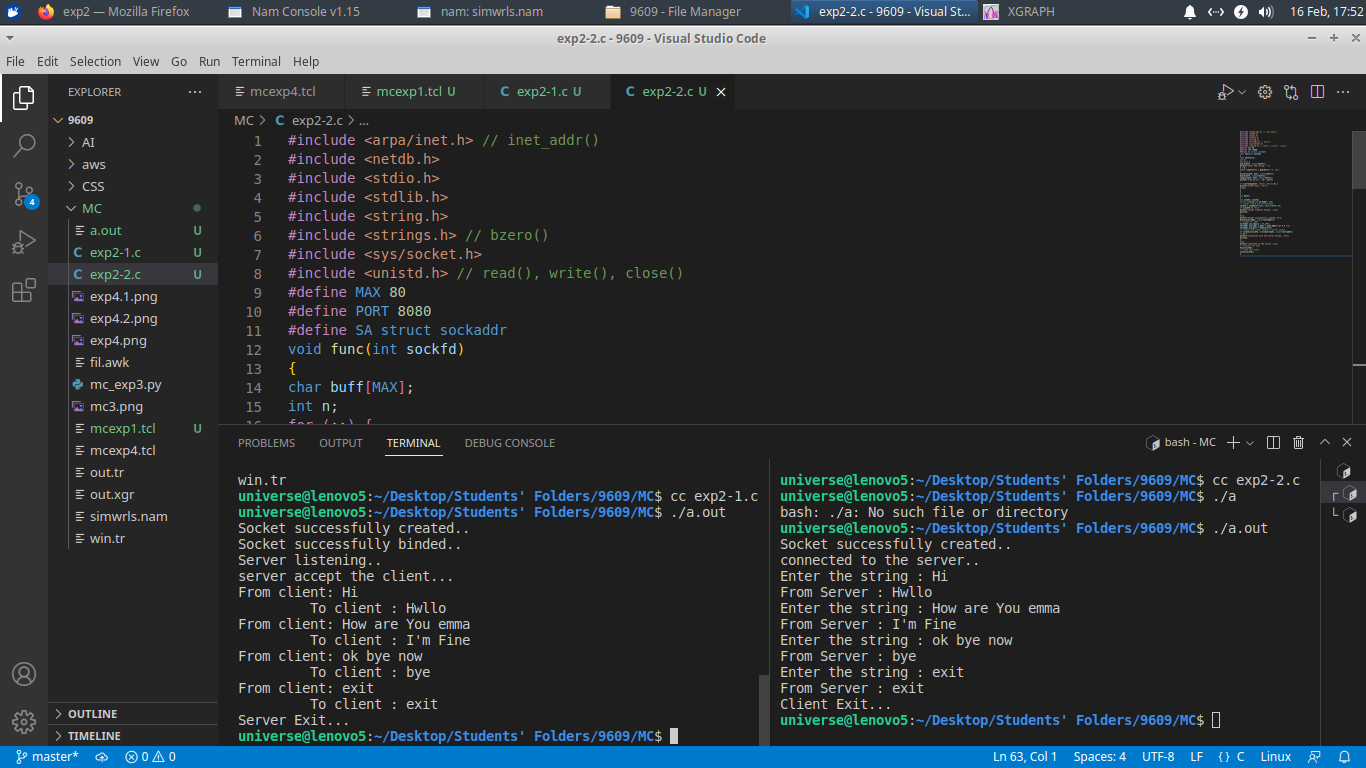 exp2 — Mozilla Firefox
Nam Console v1.15
nam: simwrls.nam
9609 - File Manager
exp2-2.c - 9609 - Visual St...
XGRAPH
16 Feb, 17:52
exp2-2.c - 9609 - Visual Studio Code
File Edit Selection View Go Run Terminal Help
EXPLORER
9609
AI
aws
CSS
MC
a.out U
exp2-1.c U
exp2-2.c U
exp4.1.png
exp4.2.png
exp4.png
fil.awk
mc_exp3.py
mc3.png
mcexp1.tcl U
mcexp4.tcl
out.tr
out.xgr
simwrls.nam
win.tr
OUTLINE
TIMELINE
4
mcexp4.tcl
mcexp1.tcl U
exp2-1.c U
exp2-2.c U
MC > C exp2-2.c > ...
1 #include <arpa/inet.h> // inet_addr()
2 #include <netdb.h>
3 #include <stdio.h>
4 #include <stdlib.h>
5 #include <string.h>
6 #include <strings.h> // bzero()
7 #include <sys/socket.h>
8 #include <unistd.h> // read(), write(), close()
9 #define MAX 80
10 #define PORT 8080
11 #define SA struct sockaddr
12 void func(int sockfd)
13 {
14 char buff[MAX];
15 int n;
16 for (;;) {
PROBLEMS OUTPUT TERMINAL DEBUG CONSOLE
bash - MC
win.tr
universe@lenovo5:~/Desktop/Students' Folders/9609/MC$ cc exp2-1.c
universe@lenovo5:~/Desktop/Students' Folders/9609/MC$ ./a.out
Socket successfully created..
Socket successfully binded..
Server listening..
server accept the client...
From client: Hi
To client : Hwllo
From client: How are You emma
To client : I'm Fine
From client: ok bye now
To client : bye
From client: exit
To client : exit
Server Exit...
universe@lenovo5:~/Desktop/Students' Folders/9609/MC$
universe@lenovo5:~/Desktop/Students' Folders/9609/MC$ cc exp2-2.c
universe@lenovo5:~/Desktop/Students' Folders/9609/MC$ ./a
bash: ./a: No such file or directory
universe@lenovo5:~/Desktop/Students' Folders/9609/MC$ ./a.out
Socket successfully created..
connected to the server..
Enter the string : Hi
From Server : Hwllo
Enter the string : How are You emma
From Server : I'm Fine
Enter the string : ok bye now
From Server : bye
Enter the string : exit
From Server : exit
Client Exit...
universe@lenovo5:~/Desktop/Students' Folders/9609/MC$
master* 0 0
Ln 63, Col 1 Spaces: 4 UTF-8 LF {} C Linux